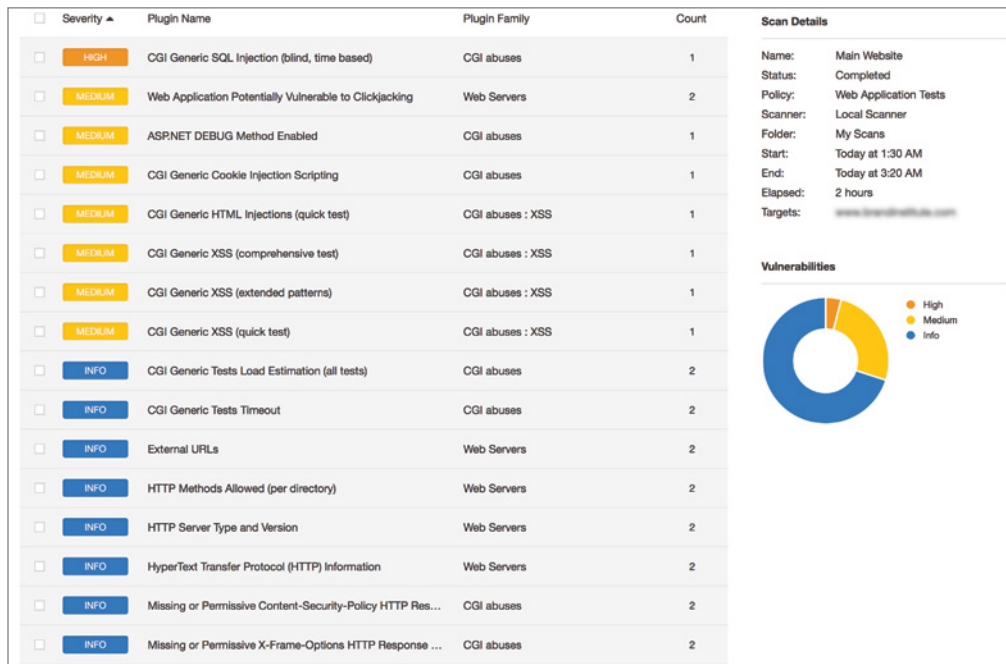 Severity Plugin Name Plugin Family Count
HIGH CGI Generic SQL Injection (blind, time based) CGI abuses 1
MEDIUM Web Application Potentially Vulnerable to Clickjacking Web Servers 2
MEDIUM ASP.NET DEBUG Method Enabled CGI abuses 1
MEDIUM CGI Generic Cookie Injection Scripting CGI abuses 1
MEDIUM CGI Generic HTML Injections (quick test) CGI abuses : XSS 1
MEDIUM CGI Generic XSS (comprehensive test) CGI abuses : XSS 1
MEDIUM CGI Generic XSS (extended patterns) CGI abuses : XSS 1
MEDIUM CGI Generic XSS (quick test) CGI abuses : XSS 1
INFO CGI Generic Tests Load Estimation (all tests) CGI abuses 2
INFO CGI Generic Tests Timeout CGI abuses 2
INFO External URLs Web Servers 2
INFO HTTP Methods Allowed (per directory) Web Servers 2
INFO HTTP Server Type and Version Web Servers 2
INFO HyperText Transfer Protocol (HTTP) Information Web Servers 2
INFO Missing or Permissive Content-Security-Policy HTTP Res... CGI abuses 2
INFO Missing or Permissive X-Frame-Options HTTP Response ... CGI abuses 2
Scan Details
Name: Main Website
Status: Completed
Policy: Web Application Tests
Scanner: Local Scanner
Folder: My Scans
Start: Today at 1:30 AM
End: Today at 3:20 AM
Elapsed: 2 hours
Targets:
Vulnerabilities
High
Medium
Info